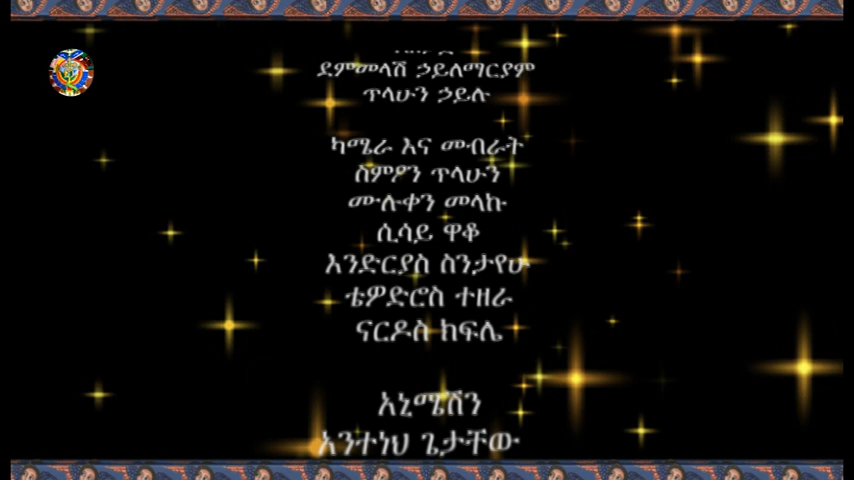 ደምመላሽ ኃይለማርያም
ጥላሁን ኃይሉ
ካሜራ እና መብራት
ስምዖን ጥላሁን
ሙሉቀን መላኩ
ሲሳይ ዋቆ
እንድርያስ ስንታየሁ
ቴዎድሮስ ተዘራ
ናርዶስ ክፍሌ
አኒሜሽን
አንተነህ ጌታቸው